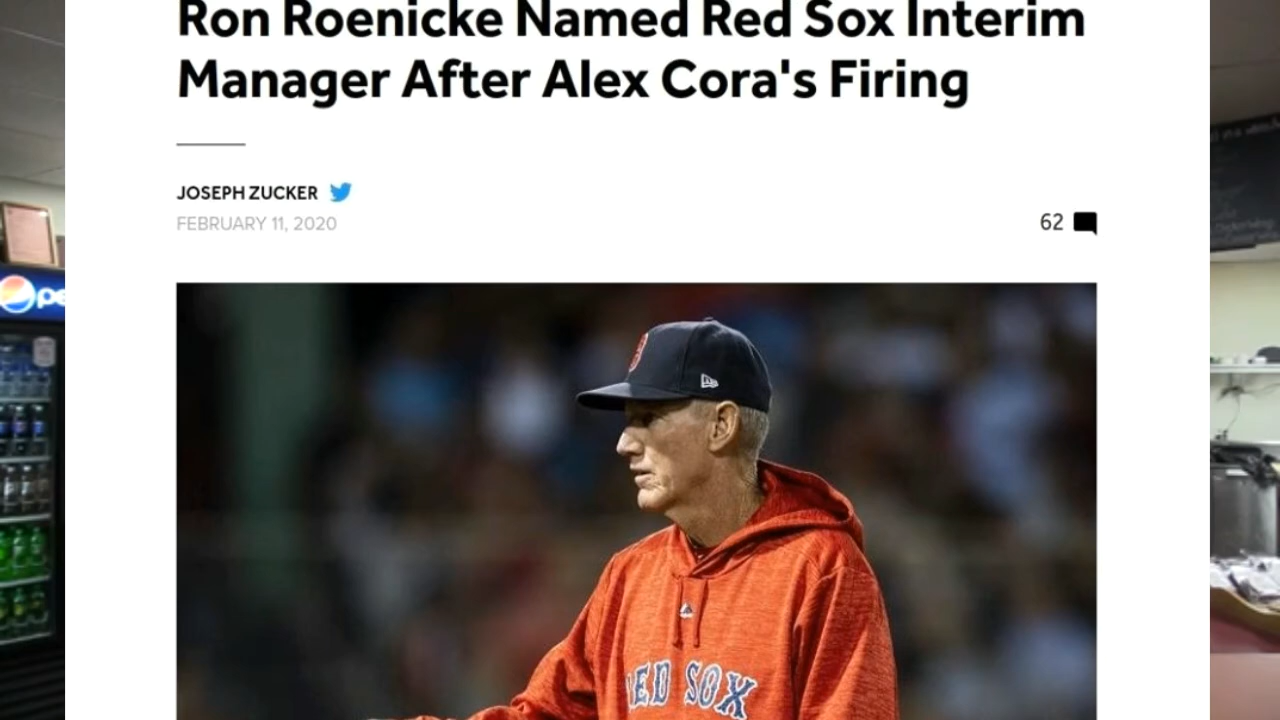 Ron Roenicke Named Red Sox Interim
Manager After Alex Cora's Firing
JOSEPH ZUCKER
FEBRUARY 11, 2020
62
RED SOX